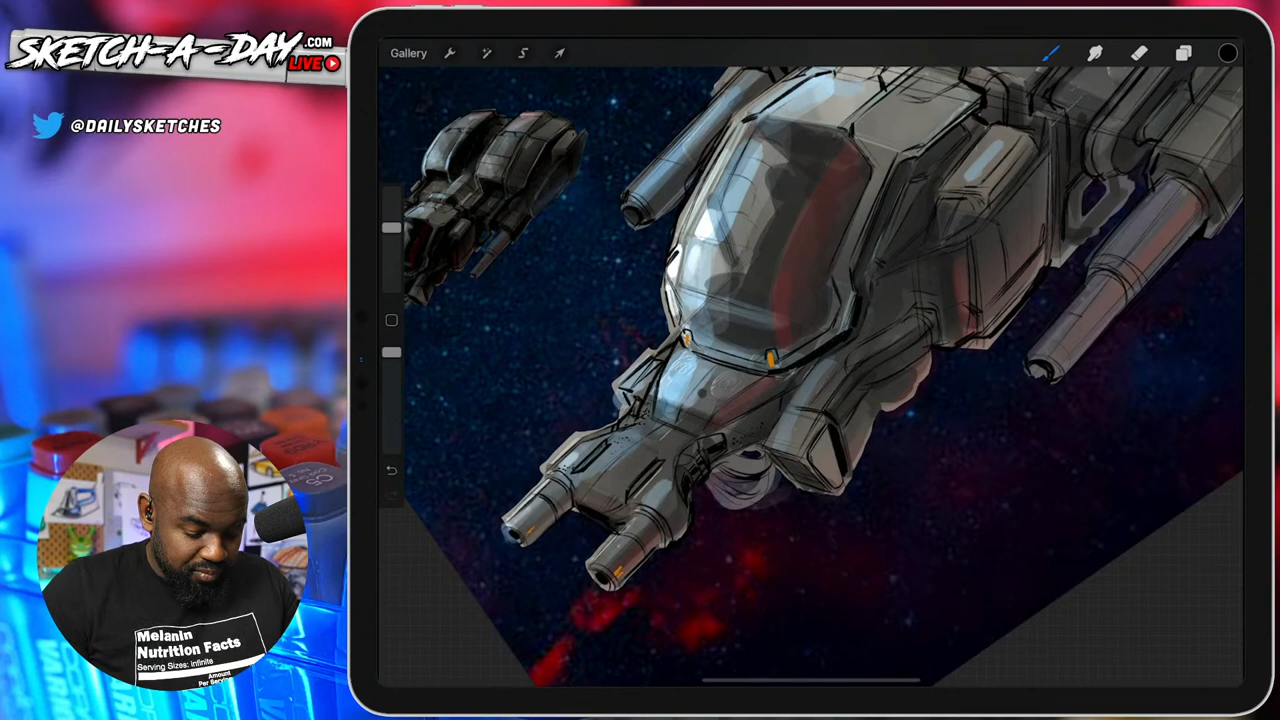 SKETCH-A-DAY.COM
LIVE
@DAILYSKETCHES
Gallery
Melanin
Nutrition Facts
Serving Sizes: infinite
Amount
Per Serving